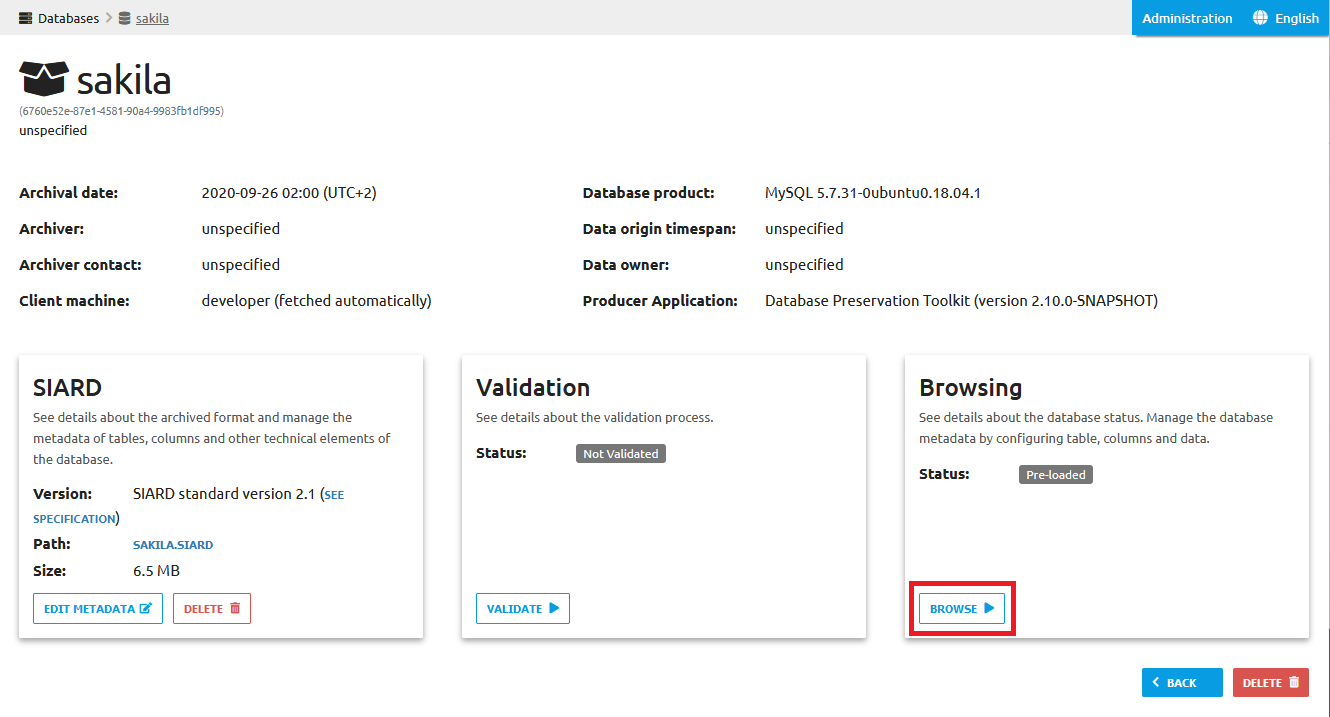 Databases sakila
Administration English
sakila
(6760e52e-87e1-4581-90a4-9983fb1df995)
unspecified
Archival date: 2020-09-26 02:00 (UTC+2) Database product: MySQL 5.7.31-0ubuntu0.18.04.1
Archiver: unspecified Data origin timespan: unspecified
Archiver contact: unspecified Data owner: unspecified
Client machine: developer (fetched automatically) Producer Application: Database Preservation Toolkit (version 2.10.0-SNAPSHOT)
SIARD
See details about the archived format and manage the
metadata of tables, columns and other technical elements of
the database.
Version: SIARD standard version 2.1 (SEE
SPECIFICATION)
Path: SAKILA.SIARD
Size: 6.5 MB
EDIT METADATA DELETE
Validation
See details about the validation process.
Status: Not Validated
VALIDATE
Browsing
See details about the database status. Manage the database
metadata by configuring table, columns and data.
Status: Pre-loaded
BROWSE
BACK DELETE